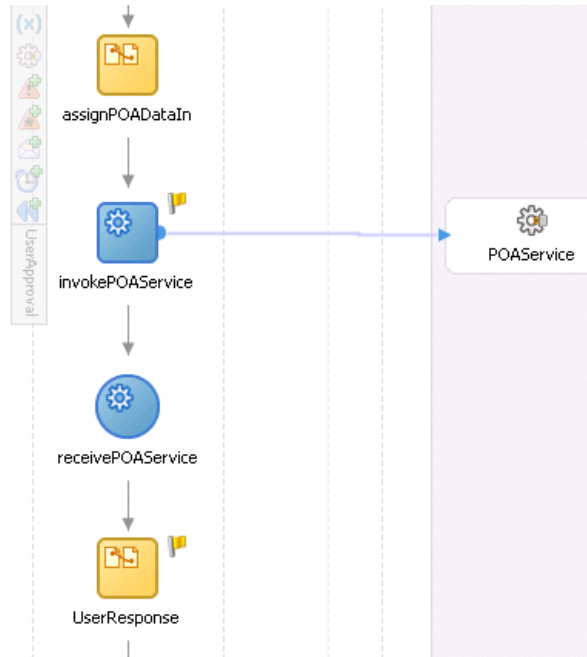 (x)
assignPOADataIn
invokePOAService
POAService
UserApproval
receivePOAService
UserResponse